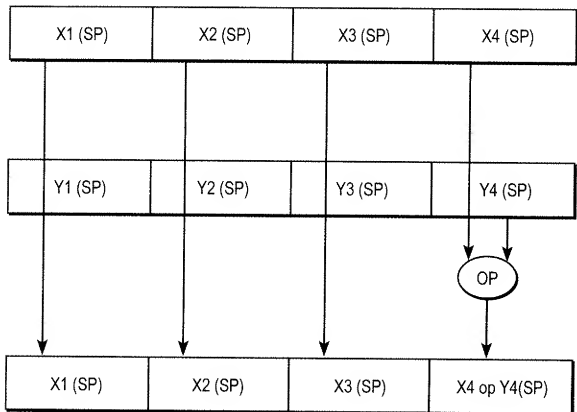 X1 (SP) X2 (SP) X3 (SP) X4 (SP)
Y1 (SP) Y2 (SP) Y3 (SP) Y4 (SP)
OP
X1 (SP) X2 (SP) X3 (SP) X4 op Y4(SP)